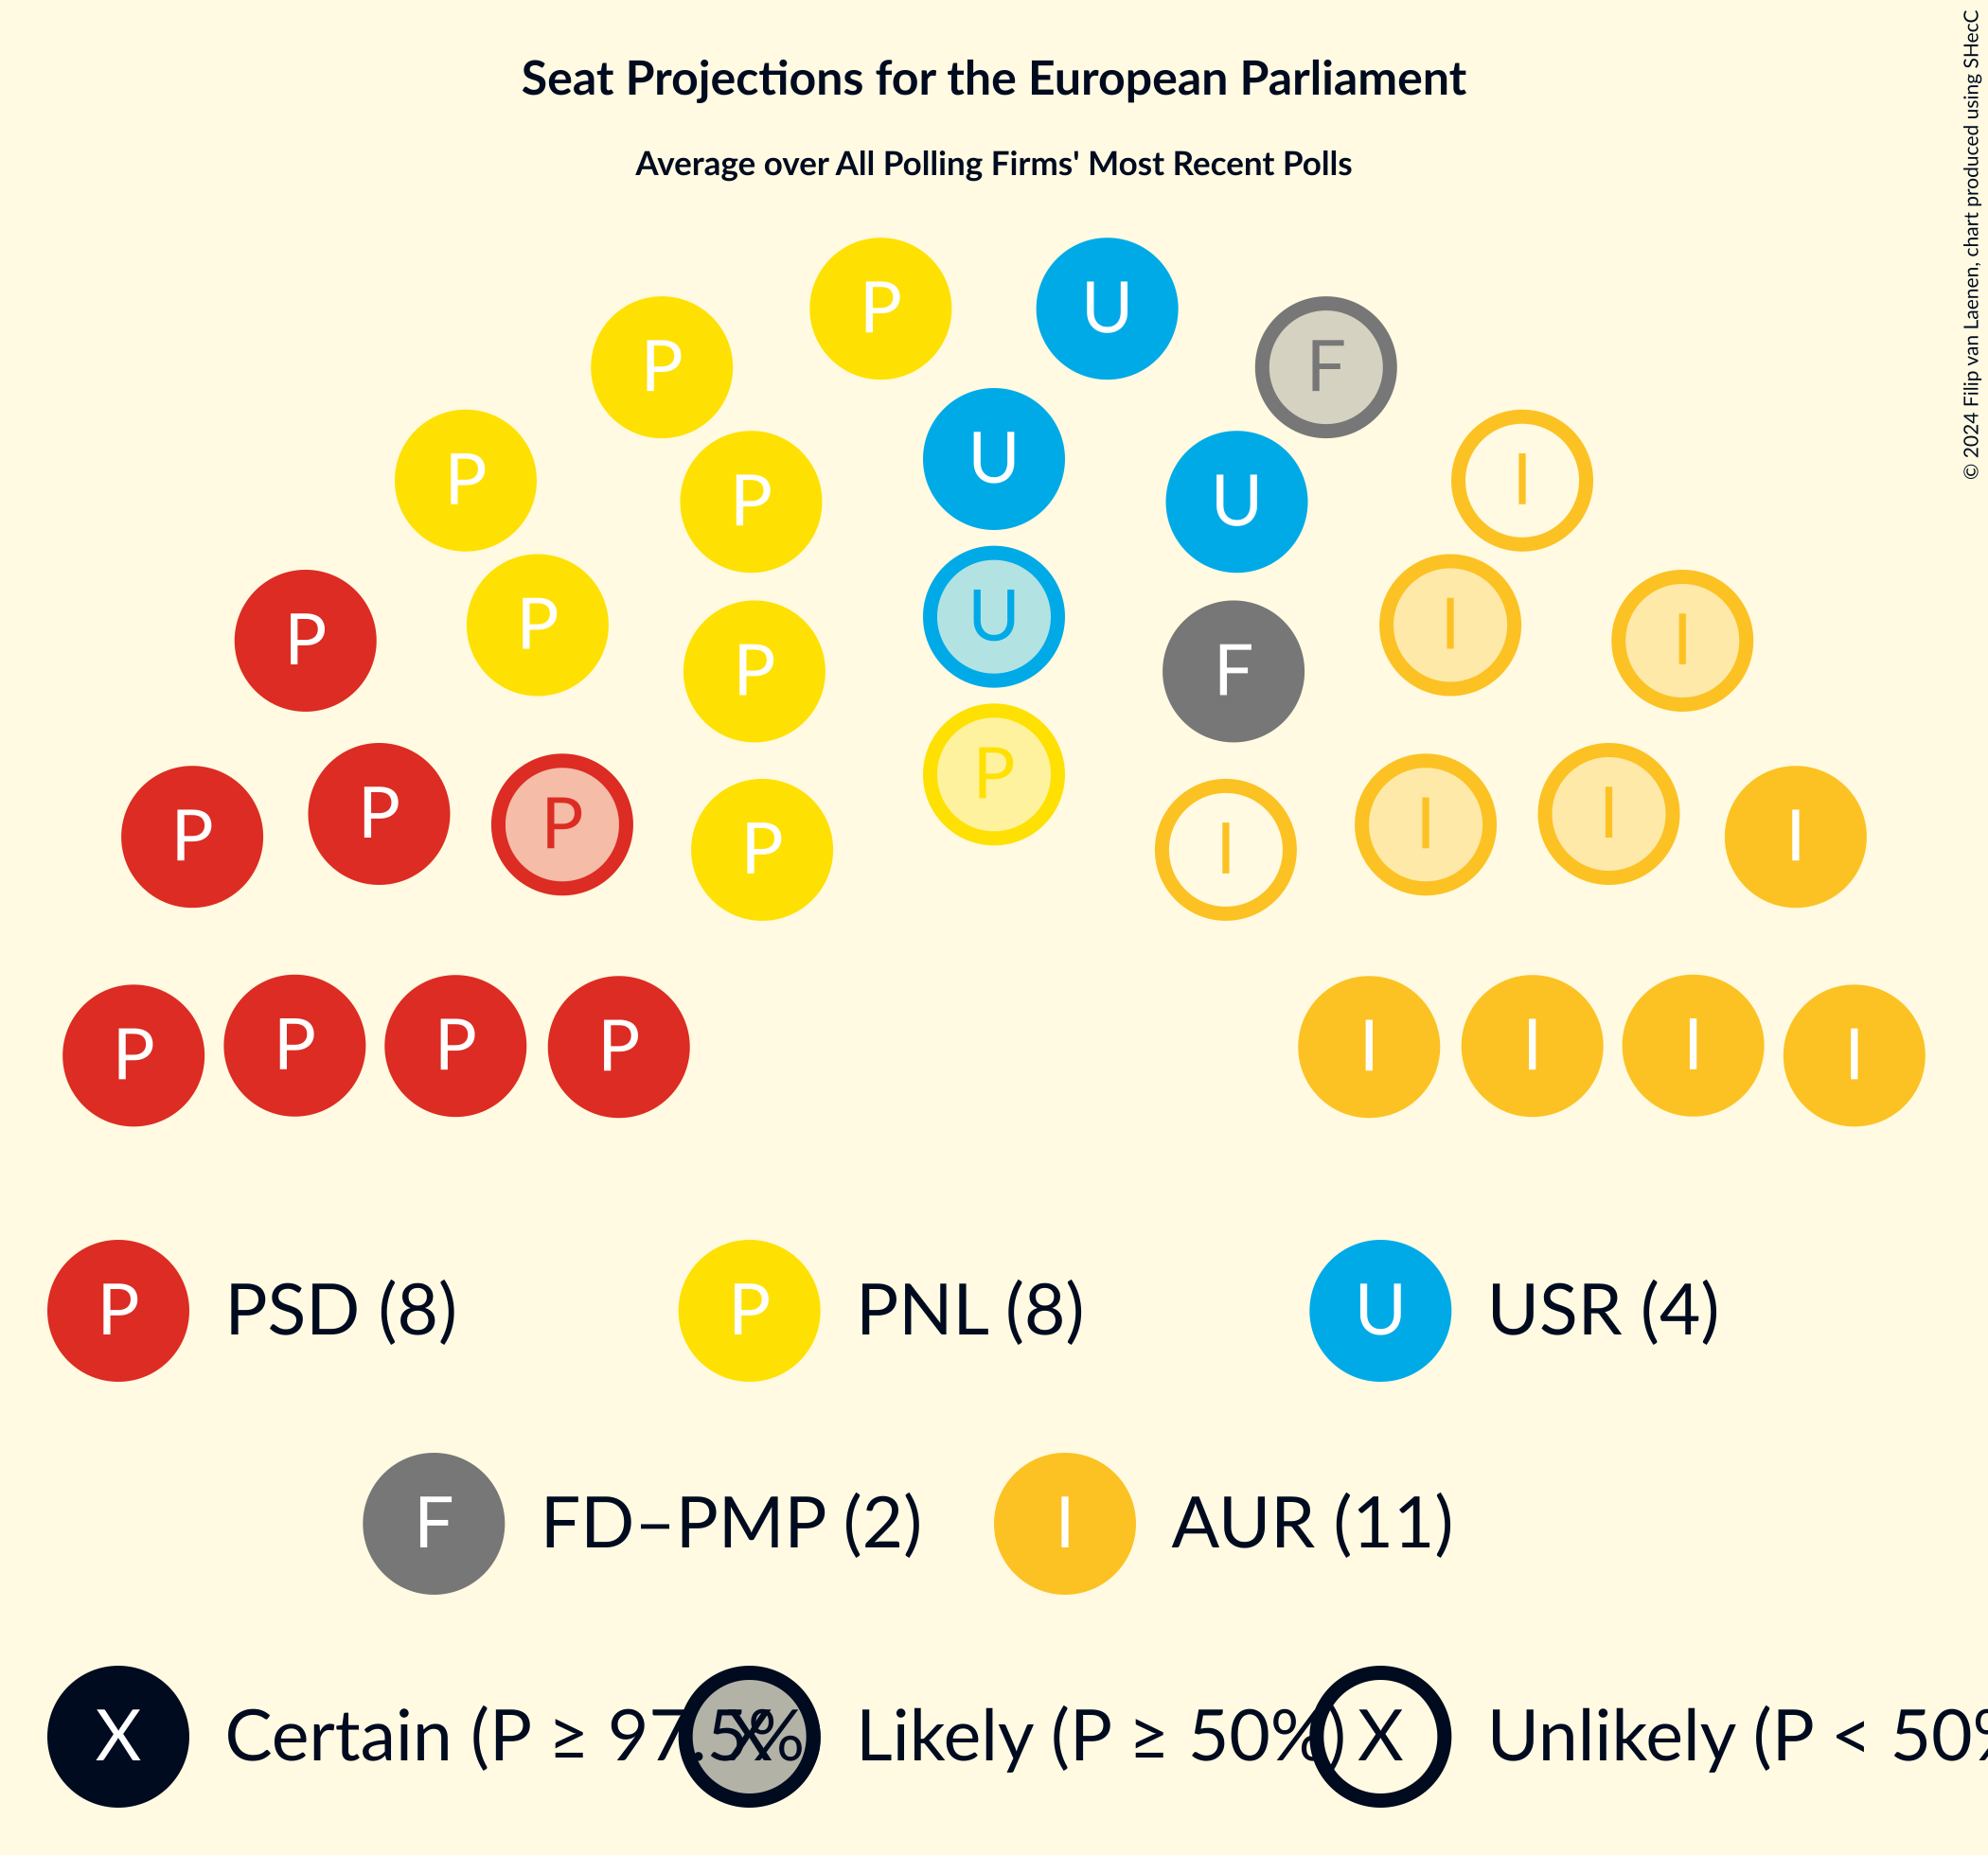 Seat Projections for the European Parliament
Average over All Polling Firms' Most Recent Polls
© 2024 Filip van Laenen, chart produced using SHecC
P U
P F
P I
U
P U
P I
U
P I
P F
P
P P I I
P P I
P I
P P P P I I I I
P PSD (8) P PNL (8) U USR (4)
F FD–PMP (2) I AUR (11)
X Certain (P ≥ 97.5% X Likely (P ≥ 50%) X Unlikely (P < 50%